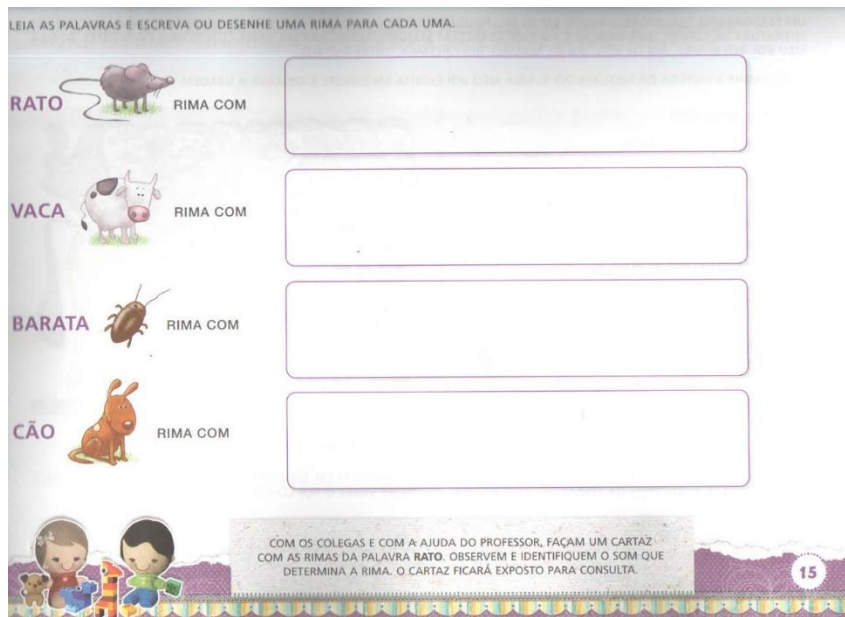 LEIA AS PALAVRAS E ESCREVA OU DESENHE UMA RIMA PARA CADA UMA.
RATO RIMA COM
VACA RIMA COM
BARATA RIMA COM
CÃO RIMA COM
COM OS COLEGAS E COM A AJUDA DO PROFESSOR, FAÇAM UM CARTAZ
COM AS RIMAS DA PALAVRA RATO. OBSERVEM E IDENTIFIQUEM O SOM QUE
DETERMINA A RIMA. O CARTAZ FICARÁ EXPOSTO PARA CONSULTA.
15